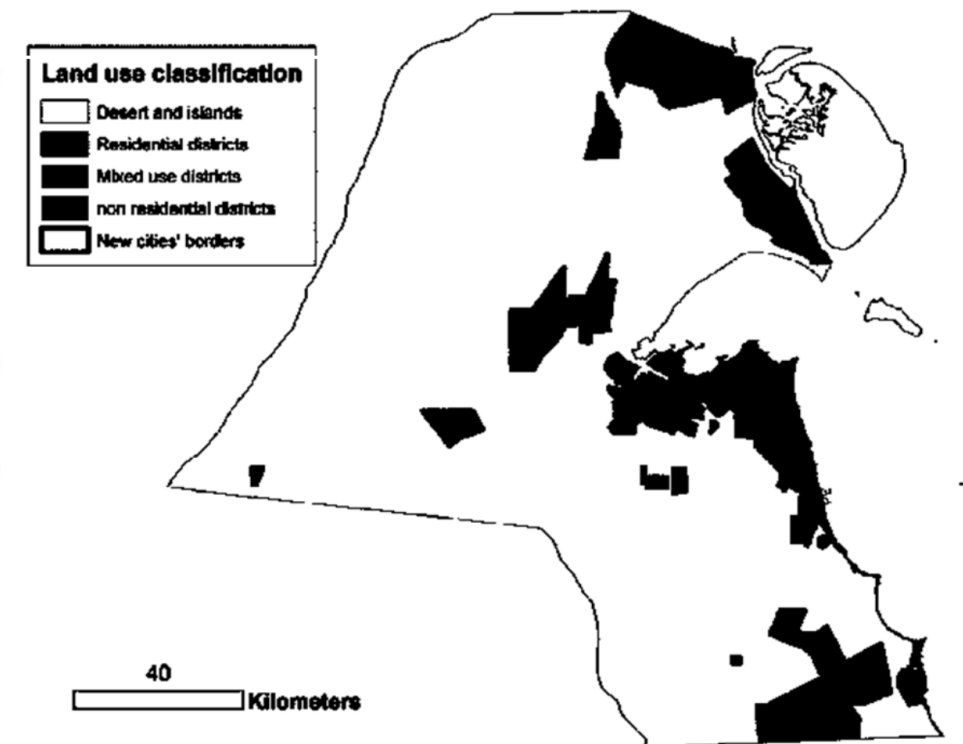 Land use classification
Desert and islands
Residential districts
Mixed use districts
non residential districts
New cities' borders
40
Kilometers